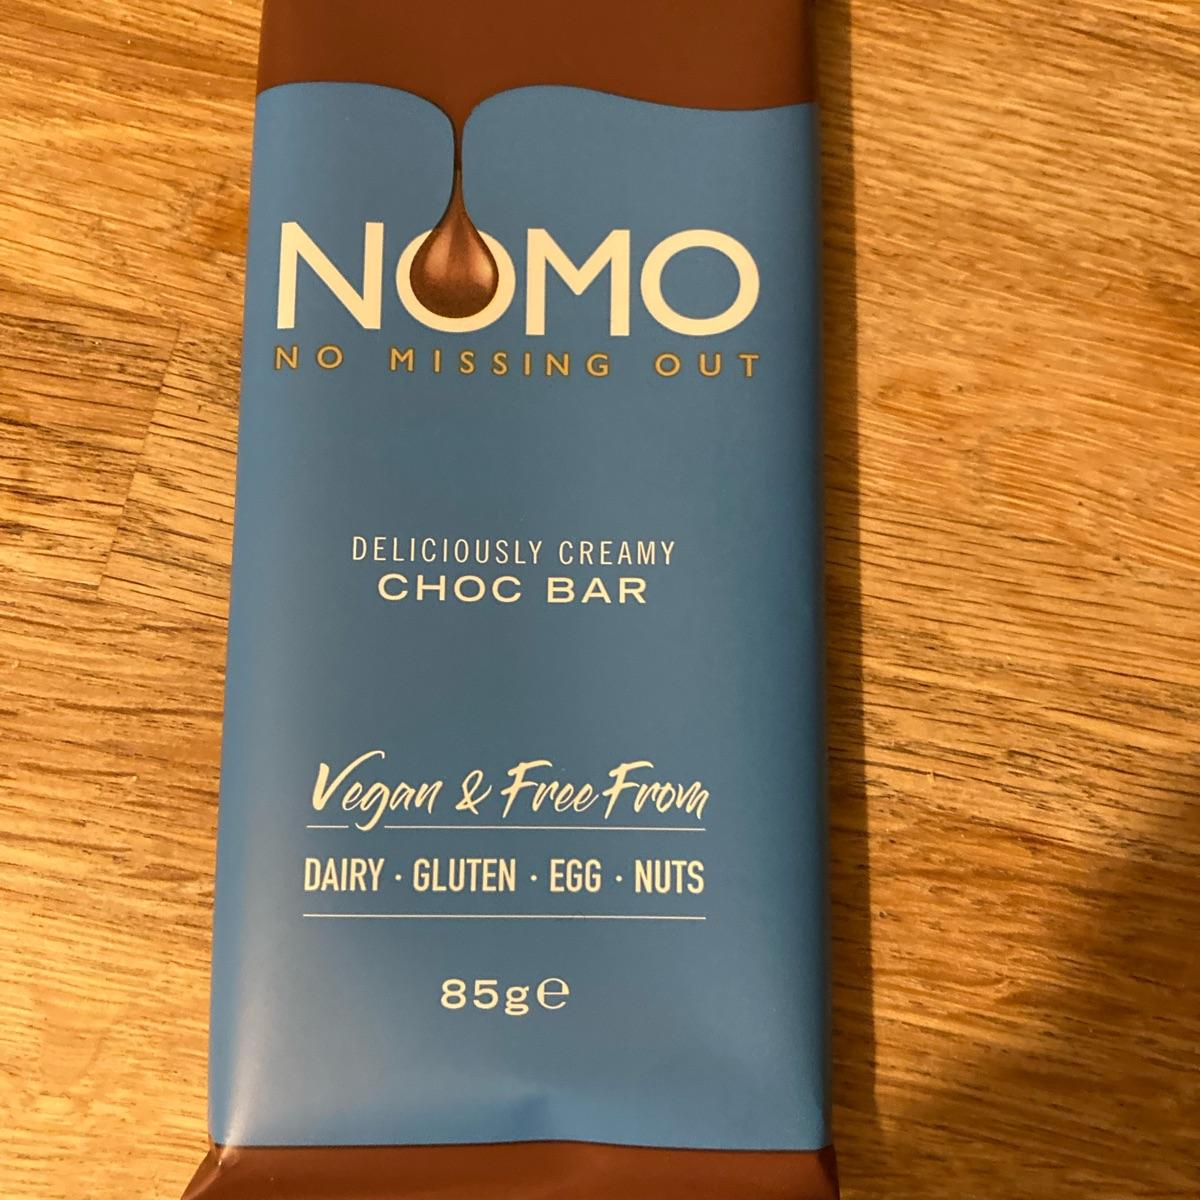 NOMO
NO MISSING OUT
DELICIOUSLY CREAMY
CHOC BAR
Vegan & Free From
DAIRY · GLUTEN · EGG · NUTS
85g℮